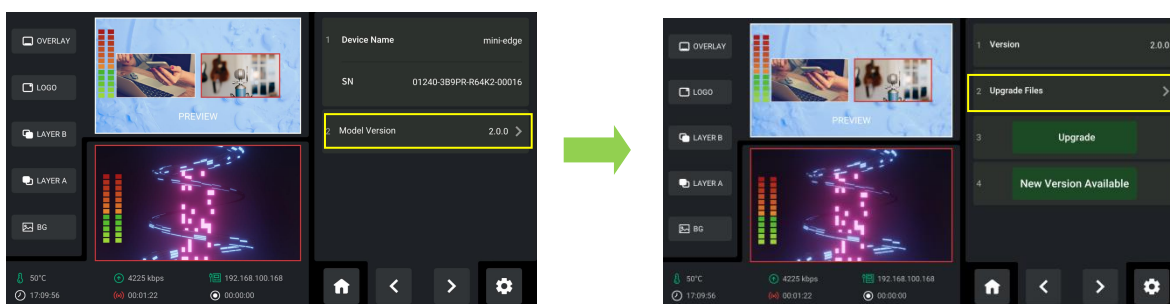 OVERLAY
LOGO
LAYER B
LAYER A
BG
PREVIEW
1 Device Name mini-edge
SN 01240-3B9PR-R64K2-00016
2 Model Version 2.0.0
50°C 4225 kbps 192.168.100.168
17:09:56 00:01:22 00:00:00
OVERLAY
LOGO
LAYER B
LAYER A
BG
PREVIEW
1 Version 2.0.0
2 Upgrade Files
3 Upgrade
4 New Version Available
50°C 4225 kbps 192.168.100.168
17:09:56 00:01:22 00:00:00